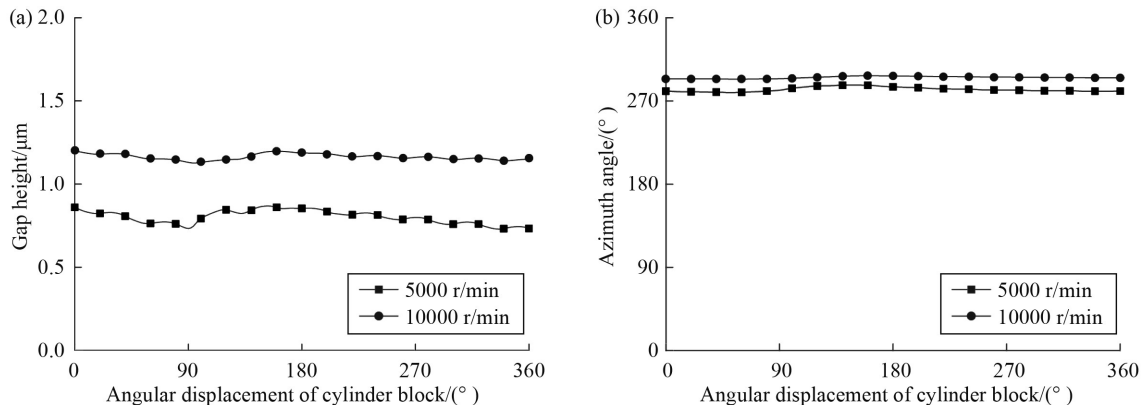 (a)
2.0
1.5
1.0
0.5
0.0
Gap height/μm
5000 r/min
10000 r/min
0 90 180 270 360
Angular displacement of cylinder block/(° )
(b)
360
270
180
90
0
Azimuth angle/(° )
5000 r/min
10000 r/min
0 90 180 270 360
Angular displacement of cylinder block/(° )